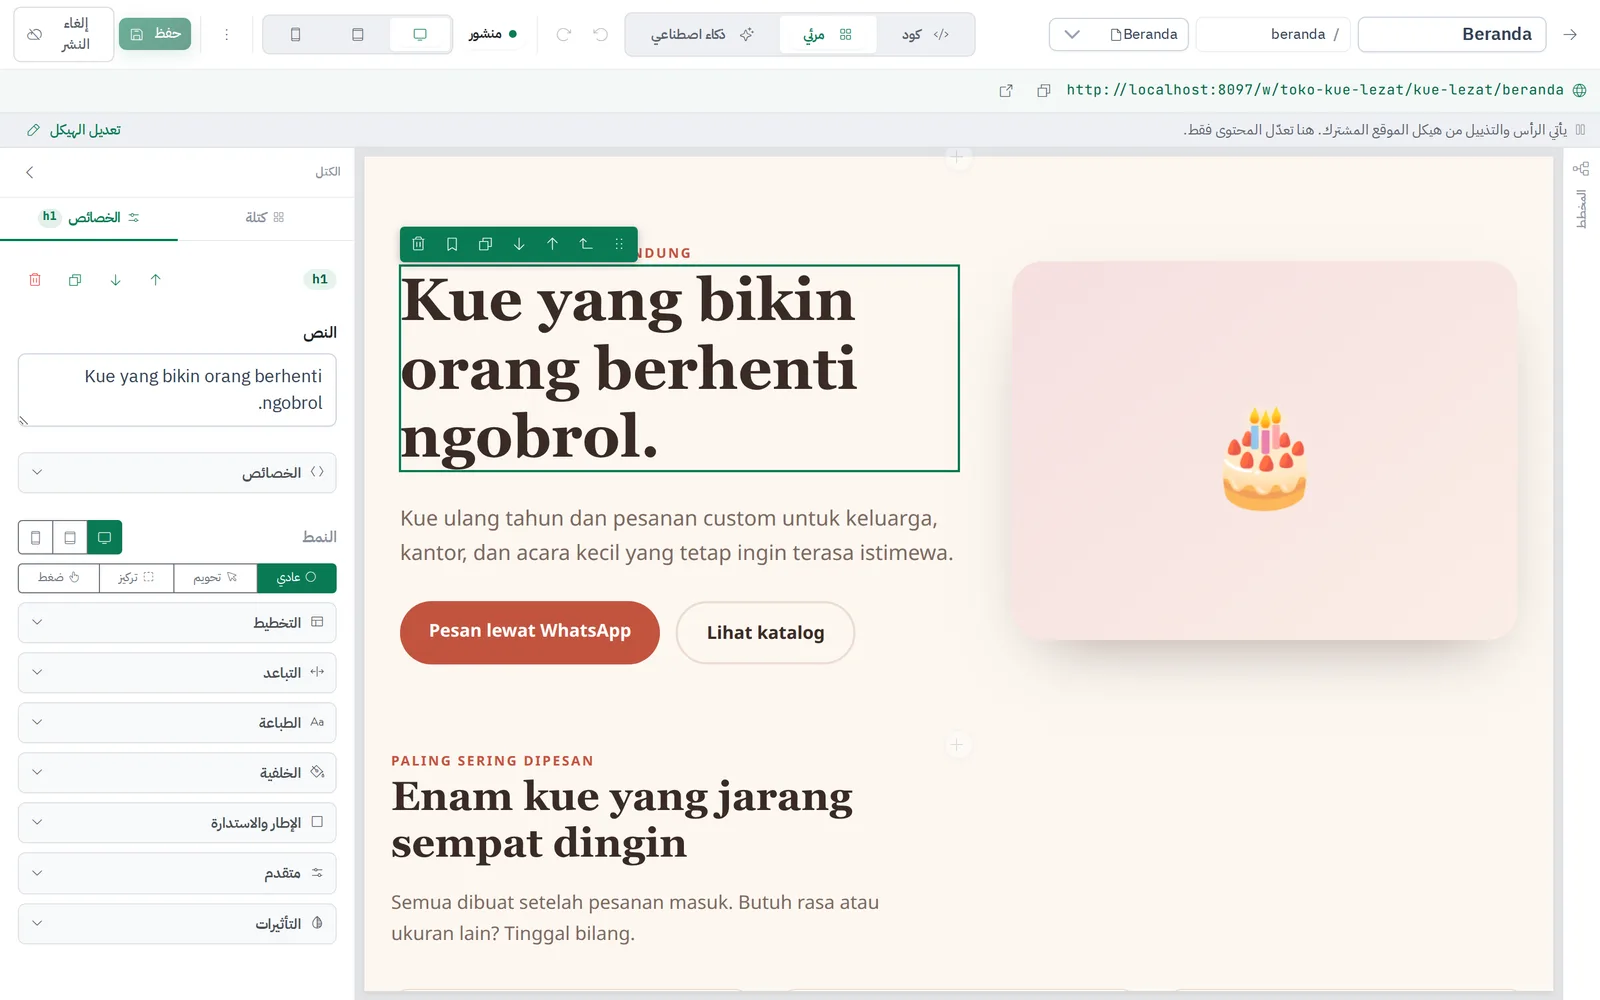 Beranda
/ beranda
Beranda
كود
مرئي
ذكاء اصطناعي
منشور
حفظ
إلغاء
النشر
http://localhost:8097/w/toko-kue-lezat/kue-lezat/beranda
يأتي الرأس والتذييل من هيكل الموقع المشترك. هنا تعدّل المحتوى فقط.
تعديل الهيكل
المخطط
الكتل
كتلة
الخصائص h1
h1
النص
Kue yang bikin orang berhenti
ngobrol.
الخصائص
النمط
عادي
تحويم
تركيز
ضغط
التخطيط
التباعد
Aa الطباعة
الخلفية
الإطار والاستدارة
متقدم
التأثيرات
NDUNG
Kue yang bikin
orang berhenti
ngobrol.
Kue ulang tahun dan pesanan custom untuk keluarga,
kantor, dan acara kecil yang tetap ingin terasa istimewa.
Pesan lewat WhatsApp
Lihat katalog
PALING SERING DIPESAN
Enam kue yang jarang
sempat dingin
Semua dibuat setelah pesanan masuk. Butuh rasa atau
ukuran lain? Tinggal bilang.